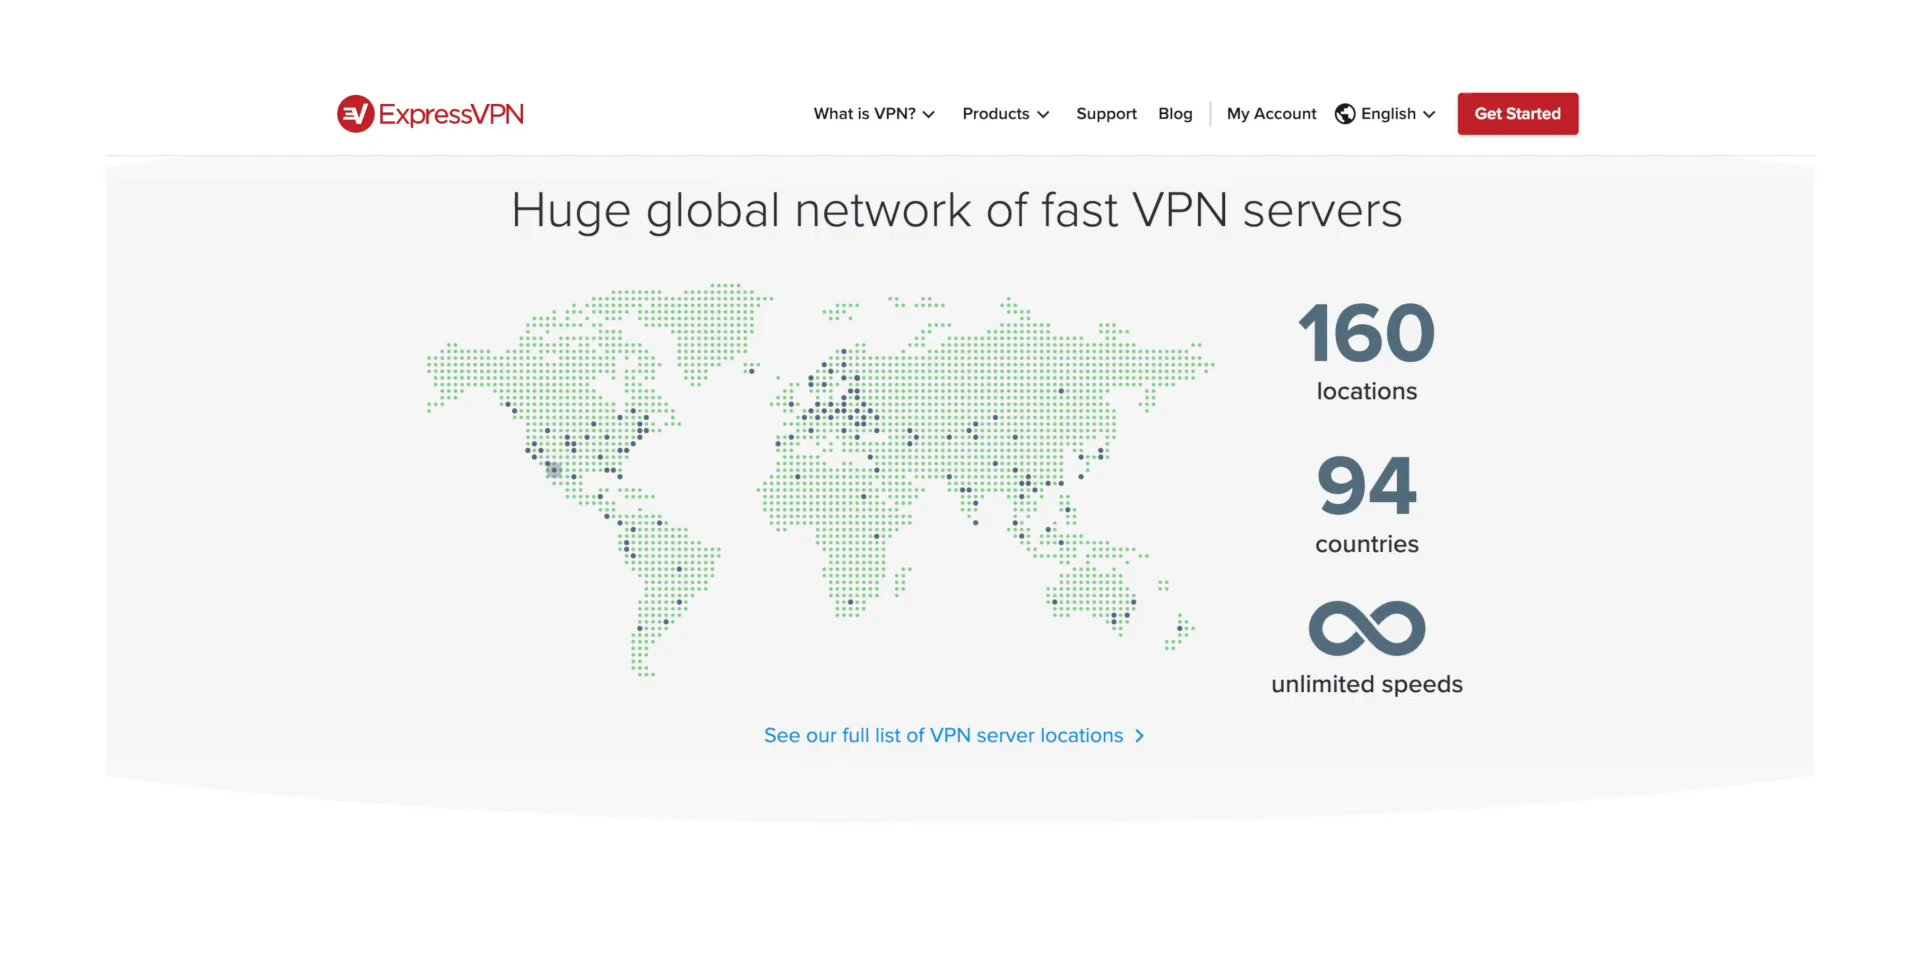 ExpressVPN
What is VPN? Products Support Blog My Account English Get Started
Huge global network of fast VPN servers
160
locations
94
countries
∞
unlimited speeds
See our full list of VPN server locations